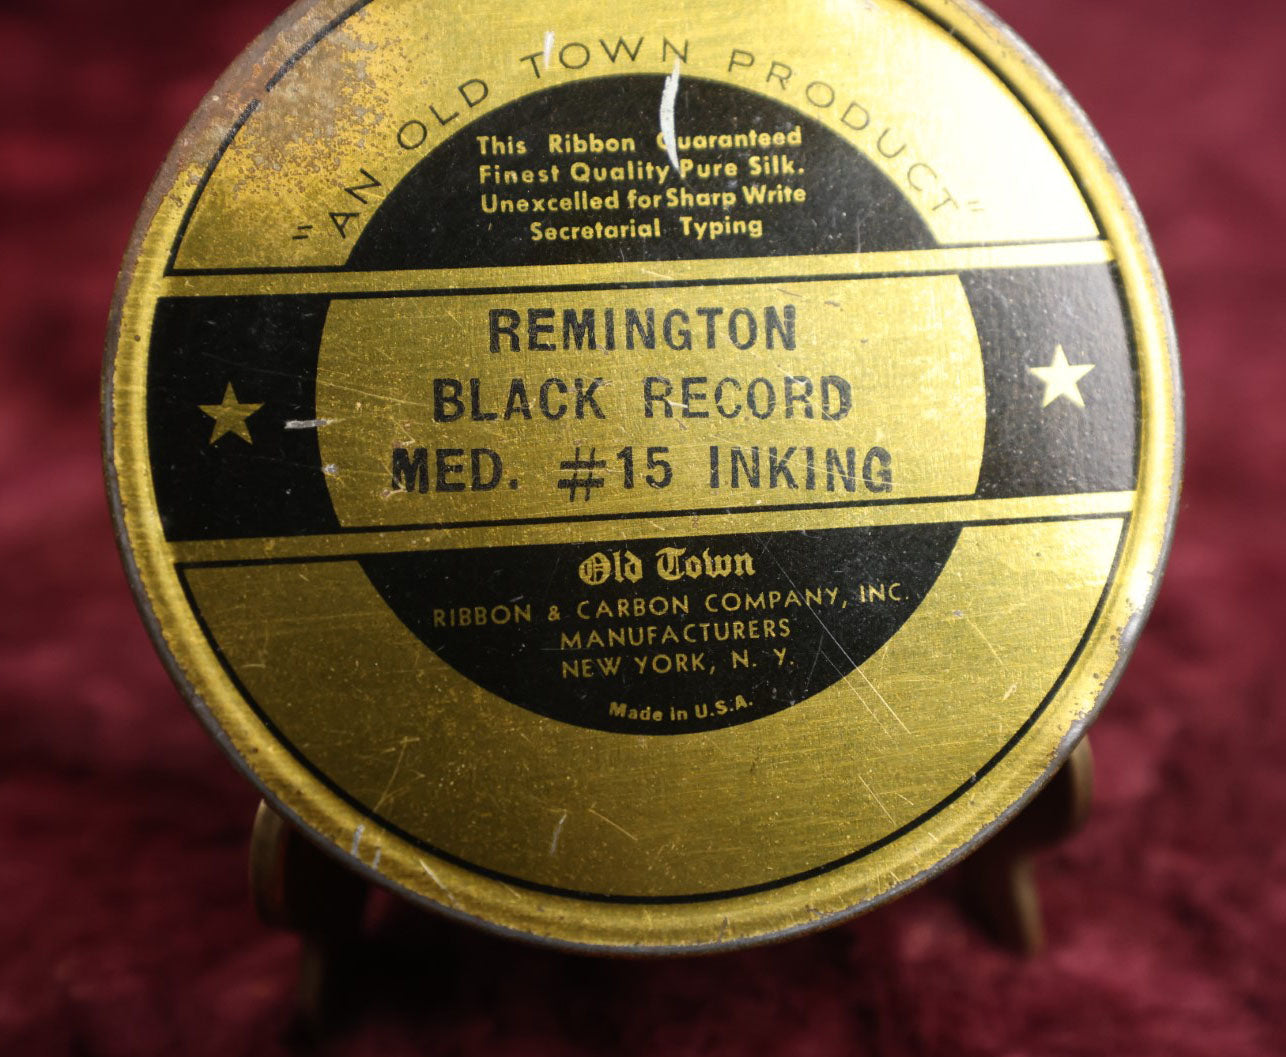 "AN OLD TOWN PRODUCT"
This Ribbon Guaranteed
Finest Quality Pure Silk.
Unexcelled for Sharp Write
Secretarial Typing
REMINGTON
BLACK RECORD
MED. #15 INKING
Old Town
RIBBON & CARBON COMPANY, INC.
MANUFACTURERS
NEW YORK, N. Y.
Made in U.S.A.